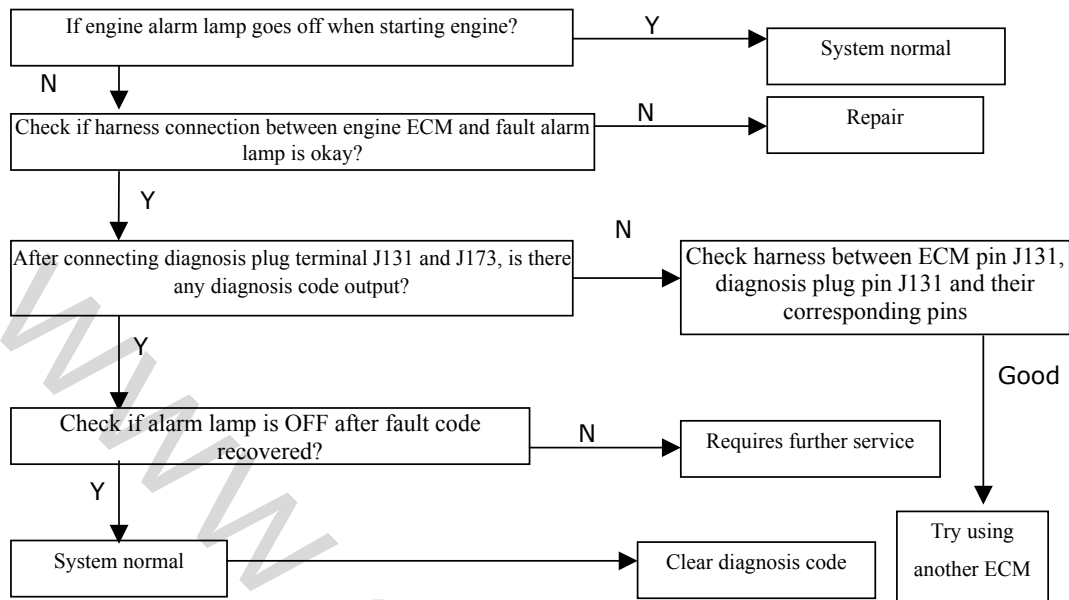 If engine alarm lamp goes off when starting engine?
Y
System normal
N
Check if harness connection between engine ECM and fault alarm
lamp is okay?
N
Repair
Y
After connecting diagnosis plug terminal J131 and J173, is there
any diagnosis code output?
N
Check harness between ECM pin J131,
diagnosis plug pin J131 and their
corresponding pins
Y
Good
Check if alarm lamp is OFF after fault code
recovered?
N
Requires further service
Y
System normal
Clear diagnosis code
Try using
another ECM
www